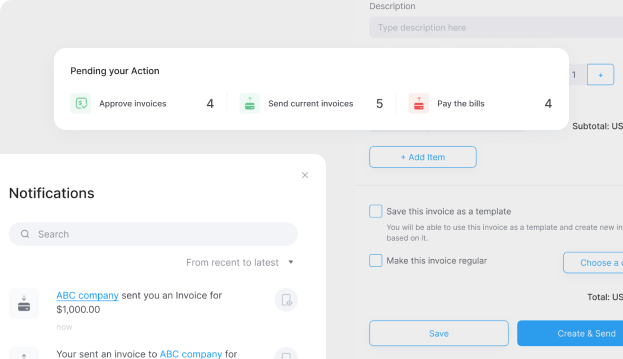 Description
Type description here
Pending your Action
Approve invoices 4
Send current invoices 5
Pay the bills 4
1 +
Subtotal: US
+ Add Item
Save this invoice as a template
You will be able to use this invoice as a template and create new in
based on it.
Make this invoice regular
Choose a
Total: US
Save
Create & Send
Notifications
Search
From recent to latest
ABC company sent you an Invoice for
$1,000.00
now
Your sent an invoice to ABC company for